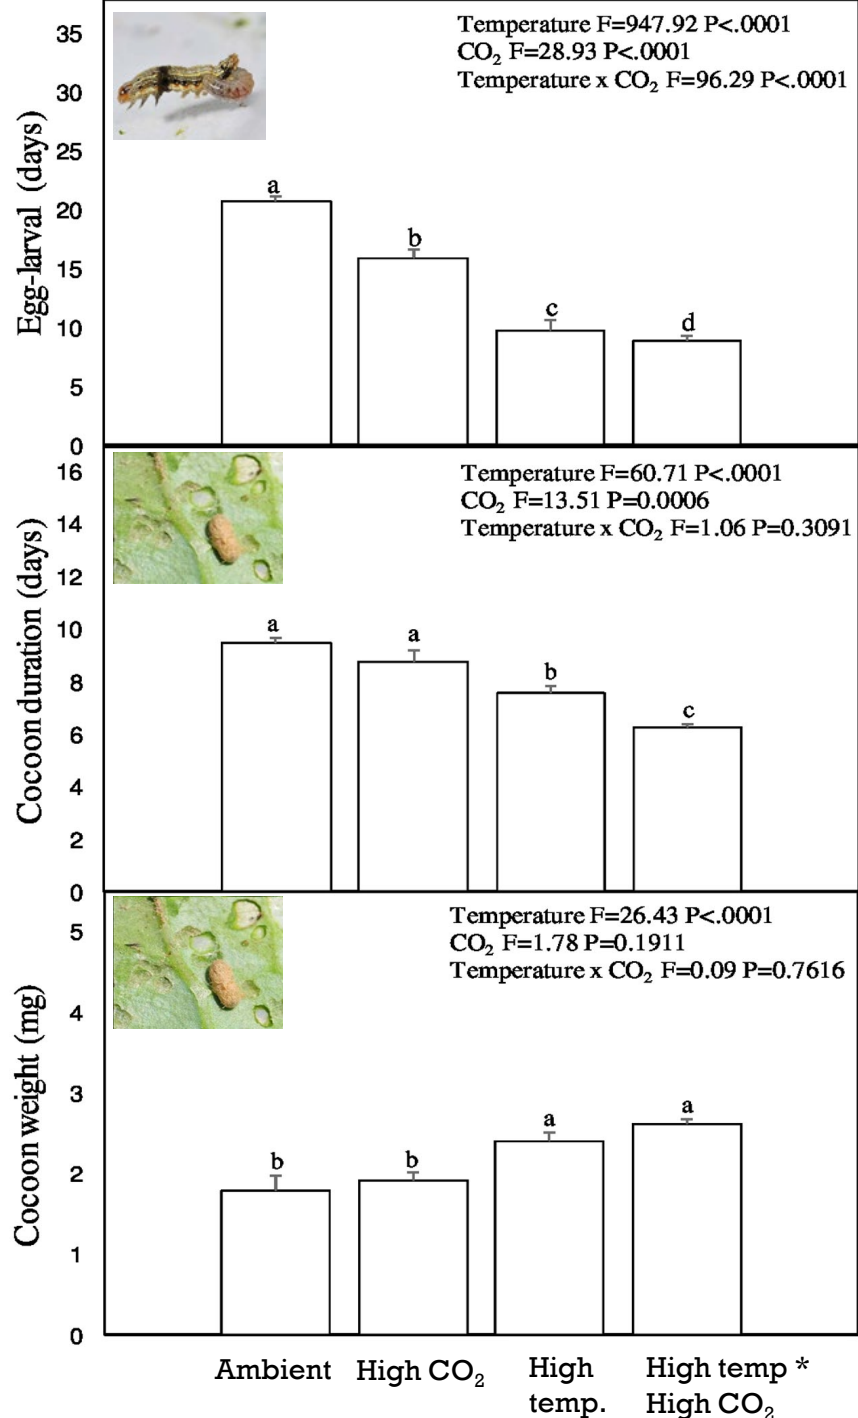 Temperature F=947.92 P<.0001
CO₂ F=28.93 P<.0001
Temperature x CO₂ F=96.29 P<.0001
Egg-larval (days)
35
30
25
20
15
10
5
0
a
b
c
d
Temperature F=60.71 P<.0001
CO₂ F=13.51 P=0.0006
Temperature x CO₂ F=1.06 P=0.3091
Cocoon duration (days)
16
14
12
10
8
6
4
2
0
a
a
b
c
Temperature F=26.43 P<.0001
CO₂ F=1.78 P=0.1911
Temperature x CO₂ F=0.09 P=0.7616
Cocoon weight (mg)
5
4
3
2
1
0
b
b
a
a
Ambient
High CO₂
High
temp.
High temp *
High CO₂